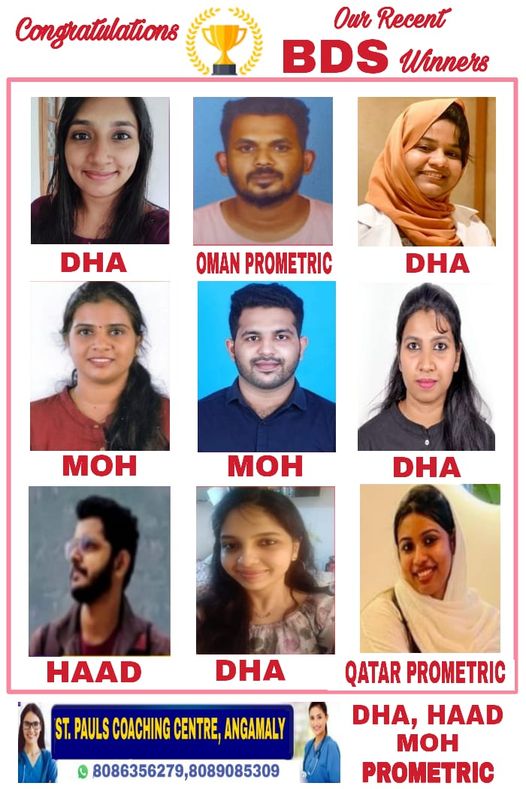 Congratulations
Our Recent
BDS Winners
DHA
OMAN PROMETRIC
DHA
MOH
MOH
DHA
HAAD
DHA
QATAR PROMETRIC
ST. PAULS COACHING CENTRE, ANGAMALY
8086356279,8089085309
DHA, HAAD
MOH
PROMETRIC